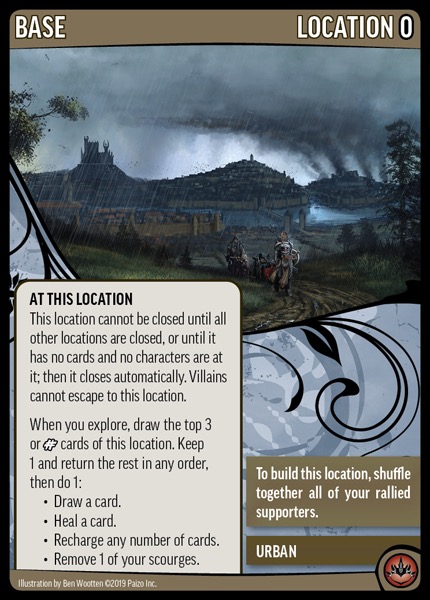 BASE
LOCATION 0
AT THIS LOCATION
This location cannot be closed until all
other locations are closed, or until it
has no cards and no characters are at
it; then it closes automatically. Villains
cannot escape to this location.
When you explore, draw the top 3
or # cards of this location. Keep
1 and return the rest in any order,
then do 1:
• Draw a card.
• Heal a card.
• Recharge any number of cards.
• Remove 1 of your scourges.
To build this location, shuffle
together all of your rallied
supporters.
URBAN
Illustration by Ben Wootten ©2019 Paizo Inc.